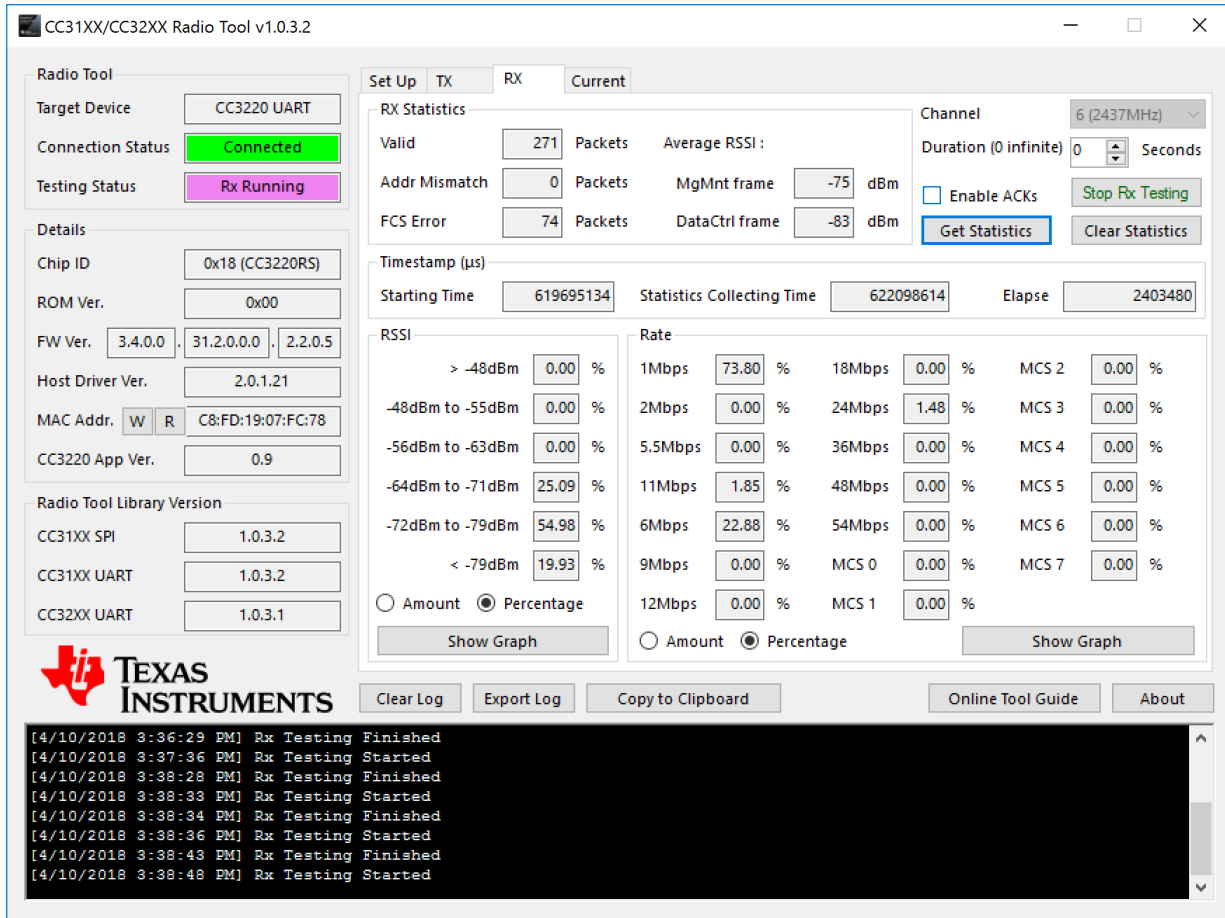 CC31XX/CC32XX Radio Tool v1.0.3.2
Radio Tool
Target Device CC3220 UART
Connection Status Connected
Testing Status Rx Running
Details
Chip ID 0x18 (CC3220RS)
ROM Ver. 0x00
FW Ver. 3.4.0.0 . 31.2.0.0.0 . 2.2.0.5
Host Driver Ver. 2.0.1.21
MAC Addr. W R C8:FD:19:07:FC:78
CC3220 App Ver. 0.9
Radio Tool Library Version
CC31XX SPI 1.0.3.2
CC31XX UART 1.0.3.2
CC32XX UART 1.0.3.1
TEXAS
INSTRUMENTS
Set Up TX RX Current
RX Statistics
Valid 271 Packets Average RSSI :
Addr Mismatch 0 Packets MgMnt frame -75 dBm
FCS Error 74 Packets DataCtrl frame -83 dBm
Channel 6 (2437MHz)
Duration (0 infinite) 0 Seconds
Enable ACKs Stop Rx Testing
Get Statistics Clear Statistics
Timestamp (µs)
Starting Time 619695134 Statistics Collecting Time 622098614 Elapse 2403480
RSSI
> -48dBm 0.00 %
-48dBm to -55dBm 0.00 %
-56dBm to -63dBm 0.00 %
-64dBm to -71dBm 25.09 %
-72dBm to -79dBm 54.98 %
< -79dBm 19.93 %
Amount Percentage
Show Graph
Rate
1Mbps 73.80 % 18Mbps 0.00 % MCS 2 0.00 %
2Mbps 0.00 % 24Mbps 1.48 % MCS 3 0.00 %
5.5Mbps 0.00 % 36Mbps 0.00 % MCS 4 0.00 %
11Mbps 1.85 % 48Mbps 0.00 % MCS 5 0.00 %
6Mbps 22.88 % 54Mbps 0.00 % MCS 6 0.00 %
9Mbps 0.00 % MCS 0 0.00 % MCS 7 0.00 %
12Mbps 0.00 % MCS 1 0.00 %
Amount Percentage Show Graph
Clear Log Export Log Copy to Clipboard Online Tool Guide About
[4/10/2018 3:36:29 PM] Rx Testing Finished
[4/10/2018 3:37:36 PM] Rx Testing Started
[4/10/2018 3:38:28 PM] Rx Testing Finished
[4/10/2018 3:38:33 PM] Rx Testing Started
[4/10/2018 3:38:34 PM] Rx Testing Finished
[4/10/2018 3:38:36 PM] Rx Testing Started
[4/10/2018 3:38:43 PM] Rx Testing Finished
[4/10/2018 3:38:48 PM] Rx Testing Started